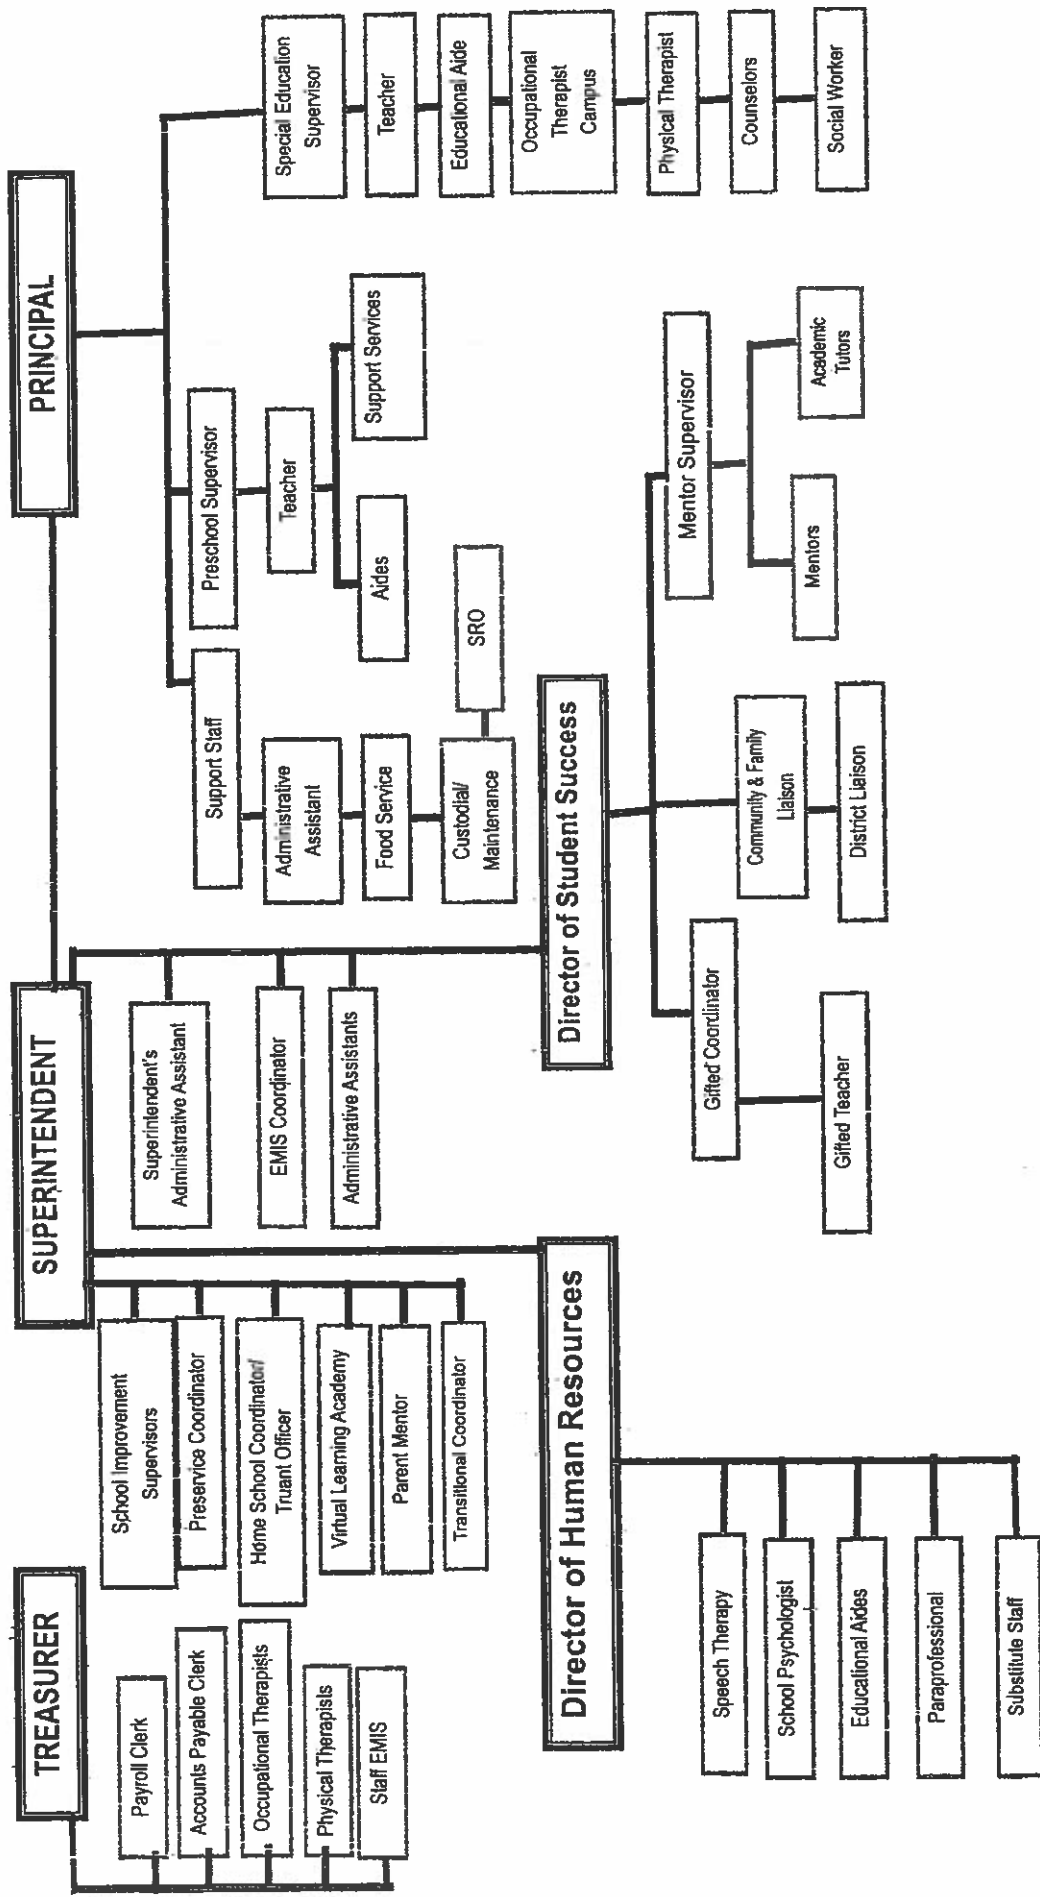 TREASURER
Payroll Clerk
Accounts Payable Clerk
Occupational Therapists
Physical Therapists
Staff EMIS
SUPERINTENDENT
School Improvement
Supervisors
Preservice Coordinator
Home School Coordinator/
Truant Officer
Virtual Learning Academy
Parent Mentor
Transitional Coordinator
Superintendent's
Administrative Assistant
EMIS Coordinator
Administrative Assistants
PRINCIPAL
Support Staff
Administrative
Assistant
Food Service
Custodial/
Maintenance
SRO
Preschool Supervisor
Teacher
Aides
Support Services
Special Education
Supervisor
Teacher
Educational Aide
Occupational
Therapist
Campus
Physical Therapist
Counselors
Social Worker
Director of Human Resources
Speech Therapy
School Psychologist
Educational Aides
Paraprofessional
Substitute Staff
Director of Student Success
Gifted Coordinator
Gifted Teacher
Community & Family
Liaison
District Liaison
Mentor Supervisor
Mentors
Academic
Tutors